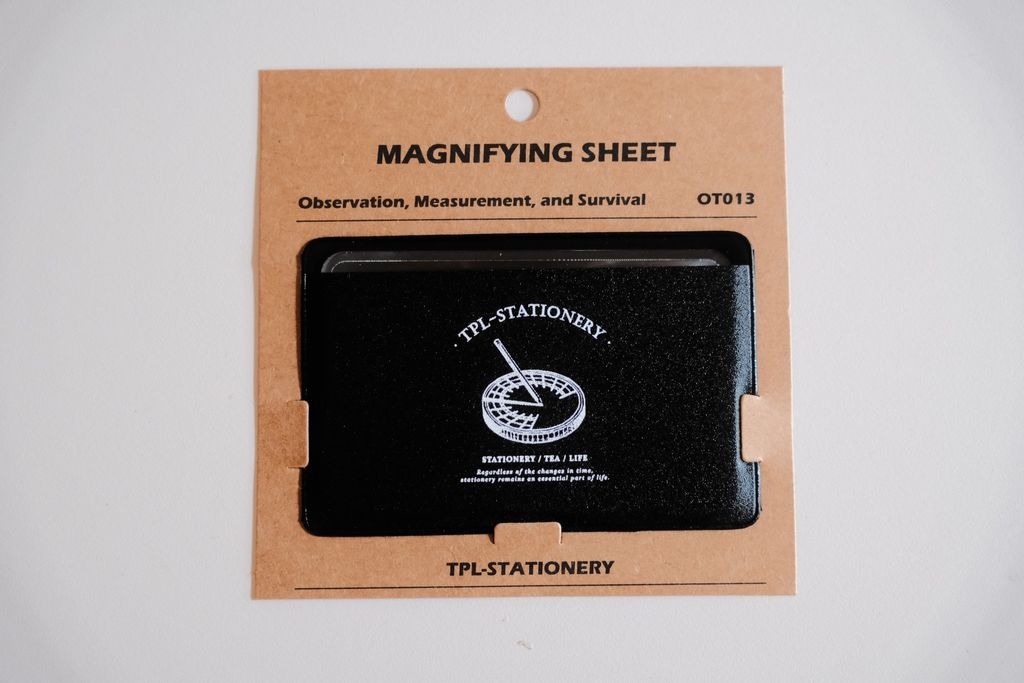 MAGNIFYING SHEET
Observation, Measurement, and Survival OT013
· TPL-STATIONERY ·
STATIONERY / TEA / LIFE
Regardless of the changes in time,
stationery remains an essential part of life.
TPL-STATIONERY